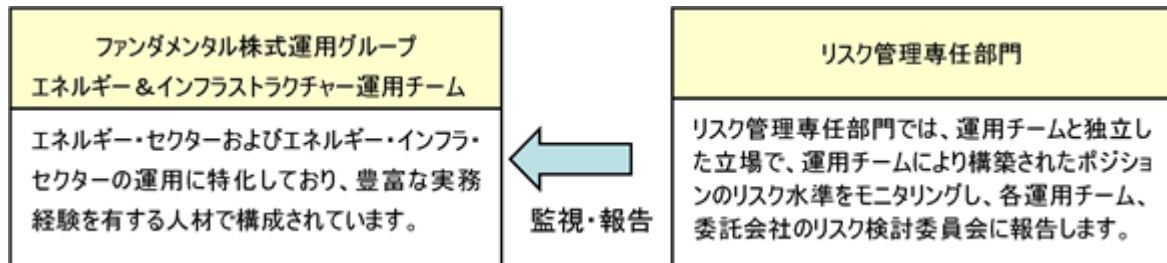 ファンダメンタル株式運用グループ
エネルギー＆インフラストラクチャー運用チーム
エネルギー・セクターおよびエネルギー・インフラ・
セクターの運用に特化しており、豊富な実務
経験を有する人材で構成されています。
監視・報告
リスク管理専任部門
リスク管理専任部門では、運用チームと独立し
た立場で、運用チームにより構築されたポジショ
ンのリスク水準をモニタリングし、各運用チーム、
委託会社のリスク検討委員会に報告します。